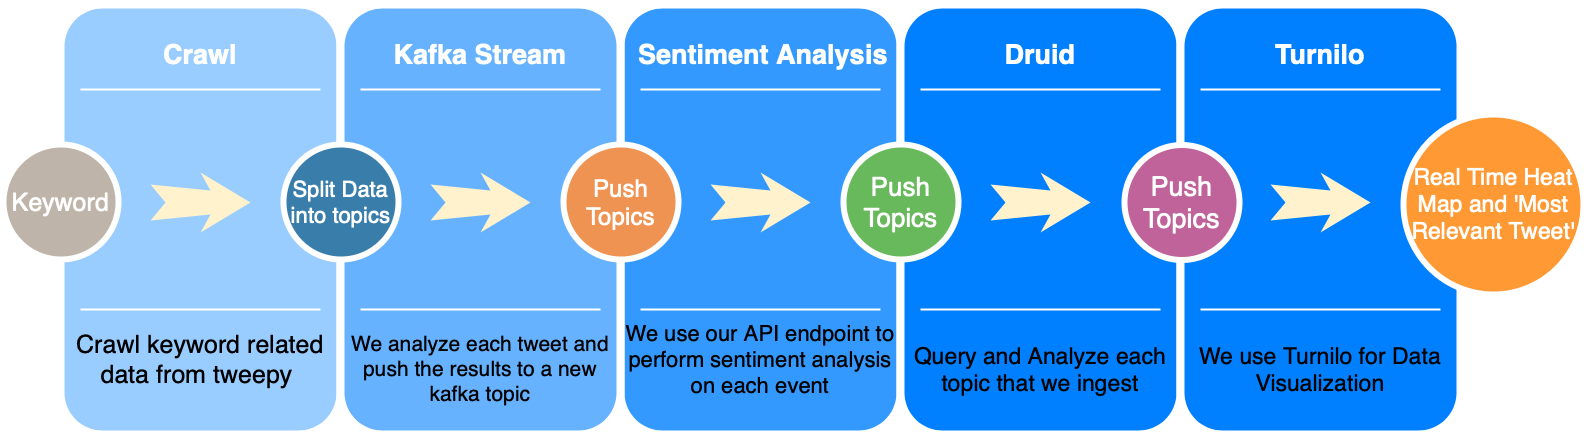 Crawl
Kafka Stream
Sentiment Analysis
Druid
Turnilo
Keyword
Split Data
into topics
Push
Topics
Push
Topics
Push
Topics
Real Time Heat
Map and 'Most
Relevant Tweet'
Crawl keyword related
data from tweepy
We analyze each tweet and
push the results to a new
kafka topic
We use our API endpoint to
perform sentiment analysis
on each event
Query and Analyze each
topic that we ingest
We use Turnilo for Data
Visualization